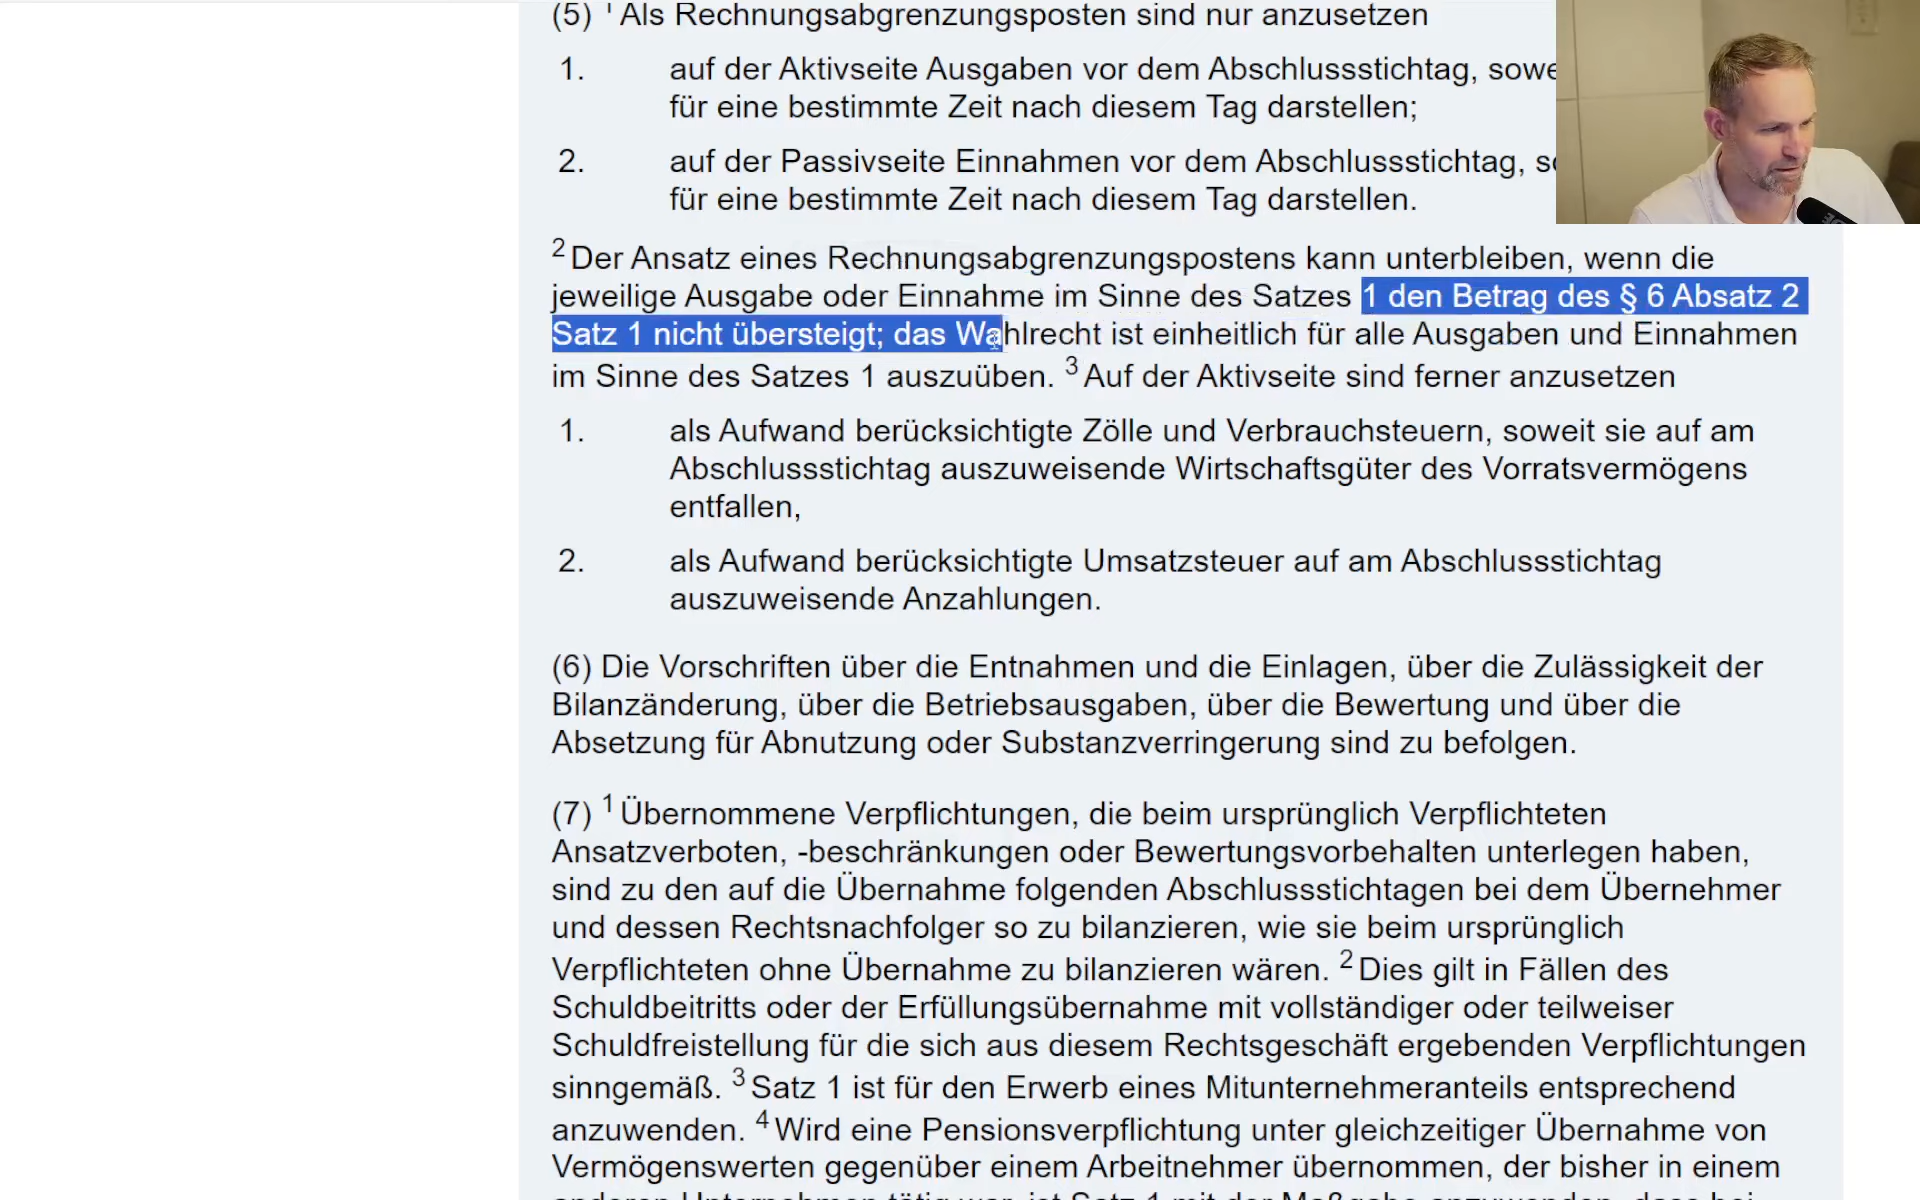 (5) 1 Als Rechnungsabgrenzungsposten sind nur anzusetzen
1. auf der Aktivseite Ausgaben vor dem Abschlussstichtag, sowe
für eine bestimmte Zeit nach diesem Tag darstellen;
2. auf der Passivseite Einnahmen vor dem Abschlussstichtag, so
für eine bestimmte Zeit nach diesem Tag darstellen.
2 Der Ansatz eines Rechnungsabgrenzungspostens kann unterbleiben, wenn die
jeweilige Ausgabe oder Einnahme im Sinne des Satzes 1 den Betrag des § 6 Absatz 2
Satz 1 nicht übersteigt; das Wahlrecht ist einheitlich für alle Ausgaben und Einnahmen
im Sinne des Satzes 1 auszuüben. 3 Auf der Aktivseite sind ferner anzusetzen
1. als Aufwand berücksichtigte Zölle und Verbrauchsteuern, soweit sie auf am
Abschlussstichtag auszuweisende Wirtschaftsgüter des Vorratsvermögens
entfallen,
2. als Aufwand berücksichtigte Umsatzsteuer auf am Abschlussstichtag
auszuweisende Anzahlungen.
(6) Die Vorschriften über die Entnahmen und die Einlagen, über die Zulässigkeit der
Bilanzänderung, über die Betriebsausgaben, über die Bewertung und über die
Absetzung für Abnutzung oder Substanzverringerung sind zu befolgen.
(7) 1 Übernommene Verpflichtungen, die beim ursprünglich Verpflichteten
Ansatzverboten, -beschränkungen oder Bewertungsvorbehalten unterlegen haben,
sind zu den auf die Übernahme folgenden Abschlussstichtagen bei dem Übernehmer
und dessen Rechtsnachfolger so zu bilanzieren, wie sie beim ursprünglich
Verpflichteten ohne Übernahme zu bilanzieren wären. 2 Dies gilt in Fällen des
Schuldbeitritts oder der Erfüllungsübernahme mit vollständiger oder teilweiser
Schuldfreistellung für die sich aus diesem Rechtsgeschäft ergebenden Verpflichtungen
sinngemäß. 3 Satz 1 ist für den Erwerb eines Mitunternehmeranteils entsprechend
anzuwenden. 4 Wird eine Pensionsverpflichtung unter gleichzeitiger Übernahme von
Vermögenswerten gegenüber einem Arbeitnehmer übernommen, der bisher in einem